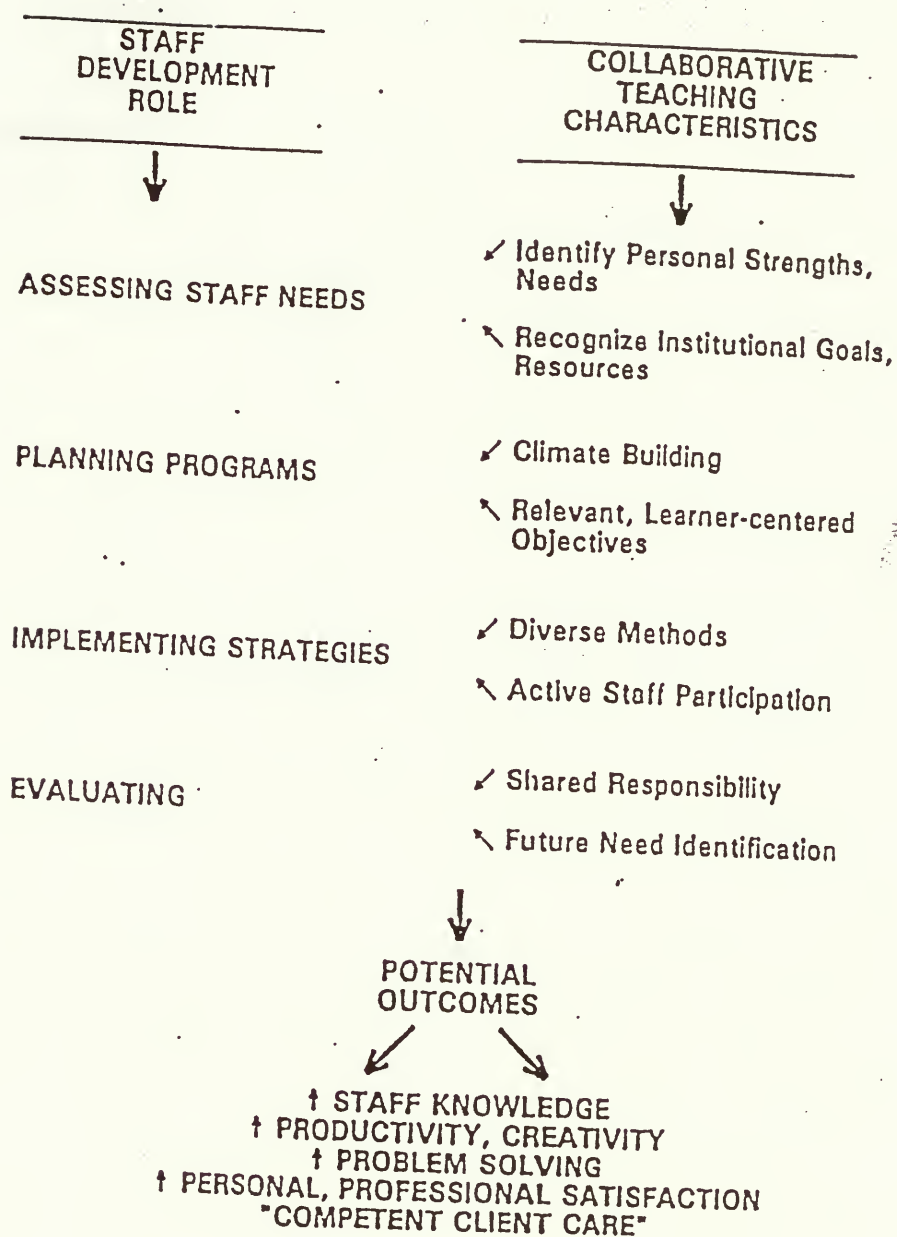 STAFF
DEVELOPMENT
ROLE
COLLABORATIVE
TEACHING
CHARACTERISTICS
ASSESSING STAFF NEEDS
Identify Personal Strengths,
Needs
Recognize Institutional Goals,
Resources
PLANNING PROGRAMS
Climate Building
Relevant, Learner-centered
Objectives
IMPLEMENTING STRATEGIES
Diverse Methods
Active Staff Participation
EVALUATING
Shared Responsibility
Future Need Identification
POTENTIAL
OUTCOMES
↑ STAFF KNOWLEDGE
↑ PRODUCTIVITY, CREATIVITY
↑ PROBLEM SOLVING
↑ PERSONAL, PROFESSIONAL SATISFACTION
"COMPETENT CLIENT CARE"